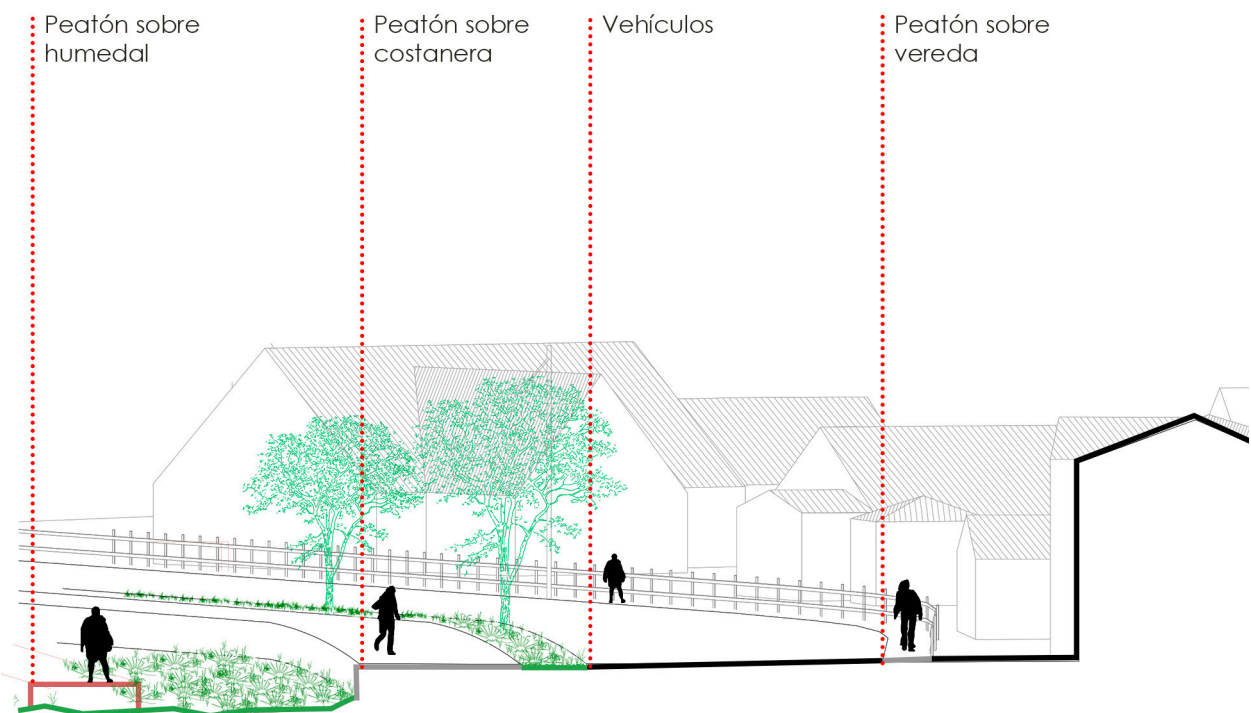 Peatón sobre
humedal
Peatón sobre
costanera
Vehículos
Peatón sobre
vereda